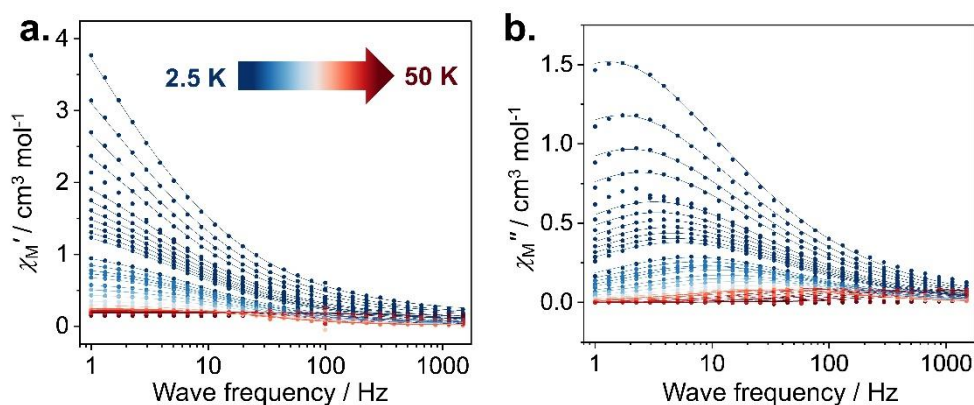 a.
2.5 K
50 K
4
3
2
1
0
χM′ / cm³ mol⁻¹
1
10
100
1000
Wave frequency / Hz
b.
1.5
1.0
0.5
0.0
χM″ / cm³ mol⁻¹
1
10
100
1000
Wave frequency / Hz